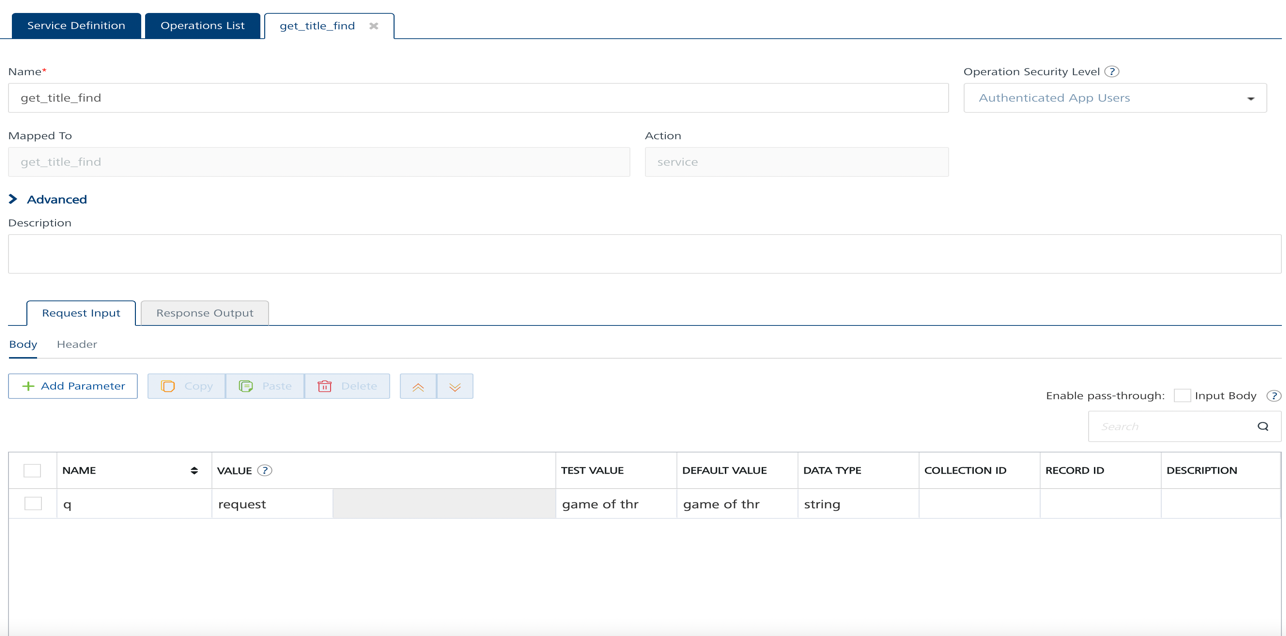 Service Definition Operations List get_title_find ✖
Name* Operation Security Level ?
get_title_find Authenticated App Users
Mapped To Action
get_title_find service
Advanced
Description
Request Input Response Output
Body Header
+ Add Parameter Copy Paste Delete
Enable pass-through: Input Body ?
Search
NAME VALUE ? TEST VALUE DEFAULT VALUE DATA TYPE COLLECTION ID RECORD ID DESCRIPTION
q request game of thr game of thr string